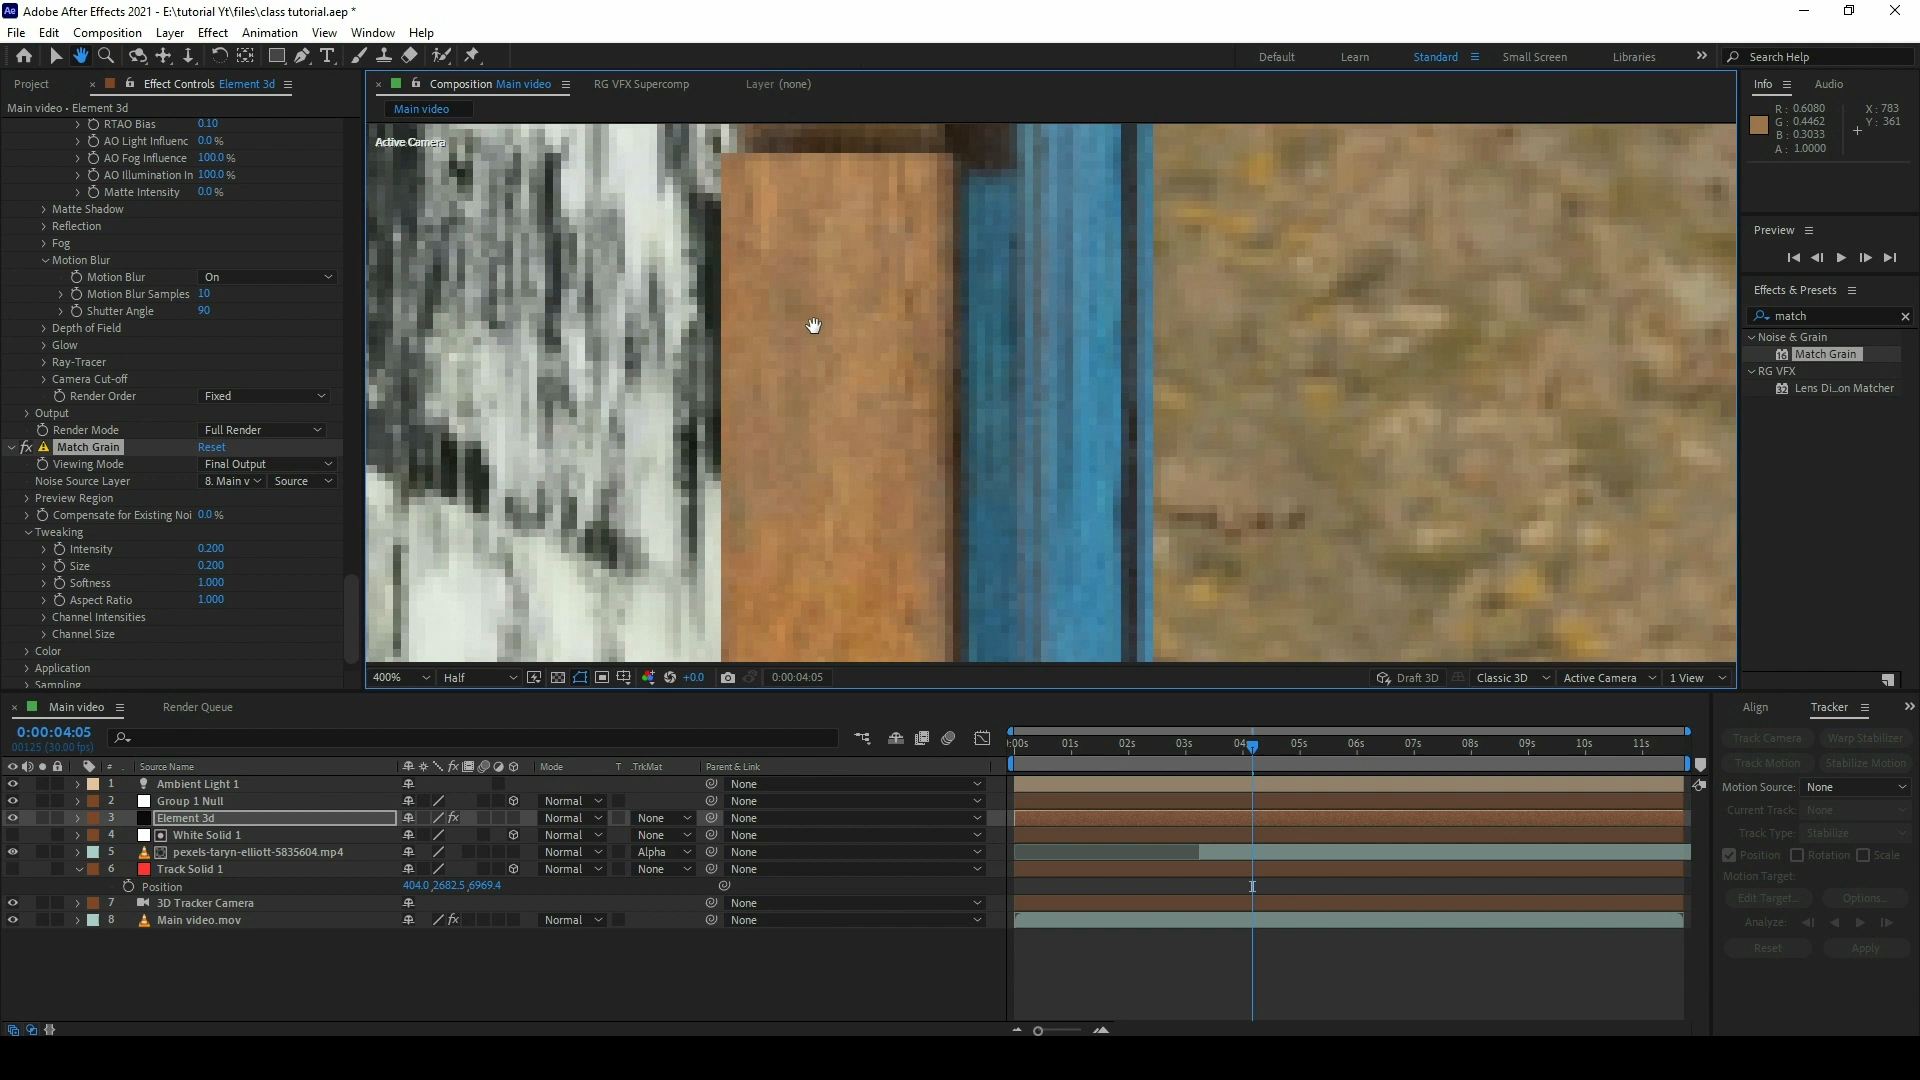 Adobe After Effects 2021 - E:\tutorial Yt\files\class tutorial.aep *
File Edit Composition Layer Effect Animation View Window Help
Default Learn Standard Small Screen Libraries Search Help
Project Effect Controls Element 3d Composition Main video RG VFX Supercomp Layer (none) Info Audio
Main video • Element 3d
Main video
R: 0.6080 X: 783
G: 0.4462 Y: 361
B: 0.3033
A: 1.0000
RTAO Bias 0.10
AO Light Influenc 0.0 %
AO Fog Influence 100.0 %
AO Illumination In 100.0 %
Matte Intensity 0.0 %
Matte Shadow
Reflection
Fog
Motion Blur
Motion Blur On
Motion Blur Samples 10
Shutter Angle 90
Depth of Field
Glow
Ray-Tracer
Camera Cut-off
Render Order Fixed
Output
Render Mode Full Render
fx Match Grain Reset
Viewing Mode Final Output
Noise Source Layer 8. Main v Source
Preview Region
Compensate for Existing Noi 0.0 %
Tweaking
Intensity 0.200
Size 0.200
Softness 1.000
Aspect Ratio 1.000
Channel Intensities
Channel Size
Color
Application
Sampling
Active Camera
400% Half +0.0 0:00:04:05 Draft 3D Classic 3D Active Camera 1 View
Preview
Effects & Presets
match
Noise & Grain
Match Grain
RG VFX
Lens Di...on Matcher
Main video Render Queue
0:00:04:05
00125 (30.00 fps)
:00s 01s 02s 03s 04s 05s 06s 07s 08s 09s 10s 11s
# Source Name Mode T .TrkMat Parent & Link
1 Ambient Light 1 None
2 Group 1 Null Normal None
3 Element 3d Normal None None
4 White Solid 1 Normal None None
5 pexels-taryn-elliott-5835604.mp4 Normal Alpha None
6 Track Solid 1 Normal None None
Position 404.0,2682.5,6969.4
7 3D Tracker Camera None
8 Main video.mov Normal None
Align Tracker
Track Camera Warp Stabilizer
Track Motion Stabilize Motion
Motion Source: None
Current Track: None
Track Type: Stabilize
Position Rotation Scale
Motion Target:
Edit Target... Options...
Analyze:
Reset Apply